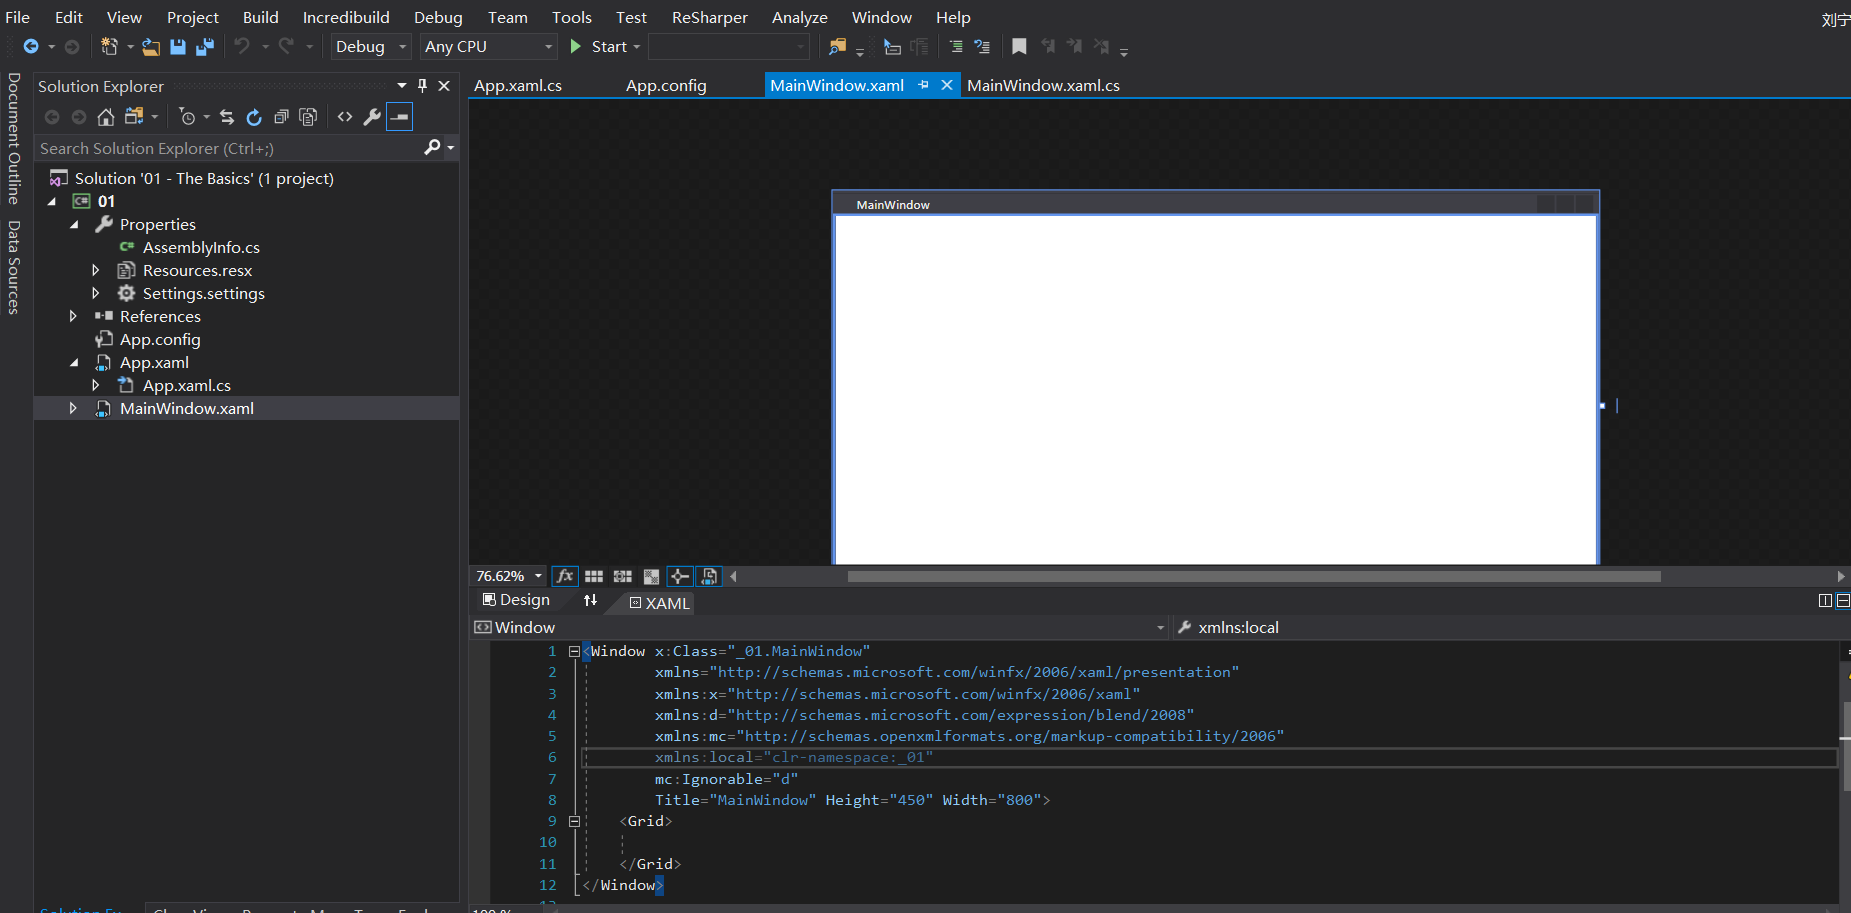 File Edit View Project Build Incredibuild Debug Team Tools Test ReSharper Analyze Window Help
刘宁
Debug Any CPU Start
Document Outline
Data Sources
Solution Explorer
Search Solution Explorer (Ctrl+;)
Solution '01 - The Basics' (1 project)
01
Properties
AssemblyInfo.cs
Resources.resx
Settings.settings
References
App.config
App.xaml
App.xaml.cs
MainWindow.xaml
App.xaml.cs App.config MainWindow.xaml MainWindow.xaml.cs
MainWindow
76.62% fx
Design XAML
Window xmlns:local
1 <Window x:Class="_01.MainWindow"
2 xmlns="http://schemas.microsoft.com/winfx/2006/xaml/presentation"
3 xmlns:x="http://schemas.microsoft.com/winfx/2006/xaml"
4 xmlns:d="http://schemas.microsoft.com/expression/blend/2008"
5 xmlns:mc="http://schemas.openxmlformats.org/markup-compatibility/2006"
6 xmlns:local="clr-namespace:_01"
7 mc:Ignorable="d"
8 Title="MainWindow" Height="450" Width="800">
9 <Grid>
10
11 </Grid>
12 </Window>